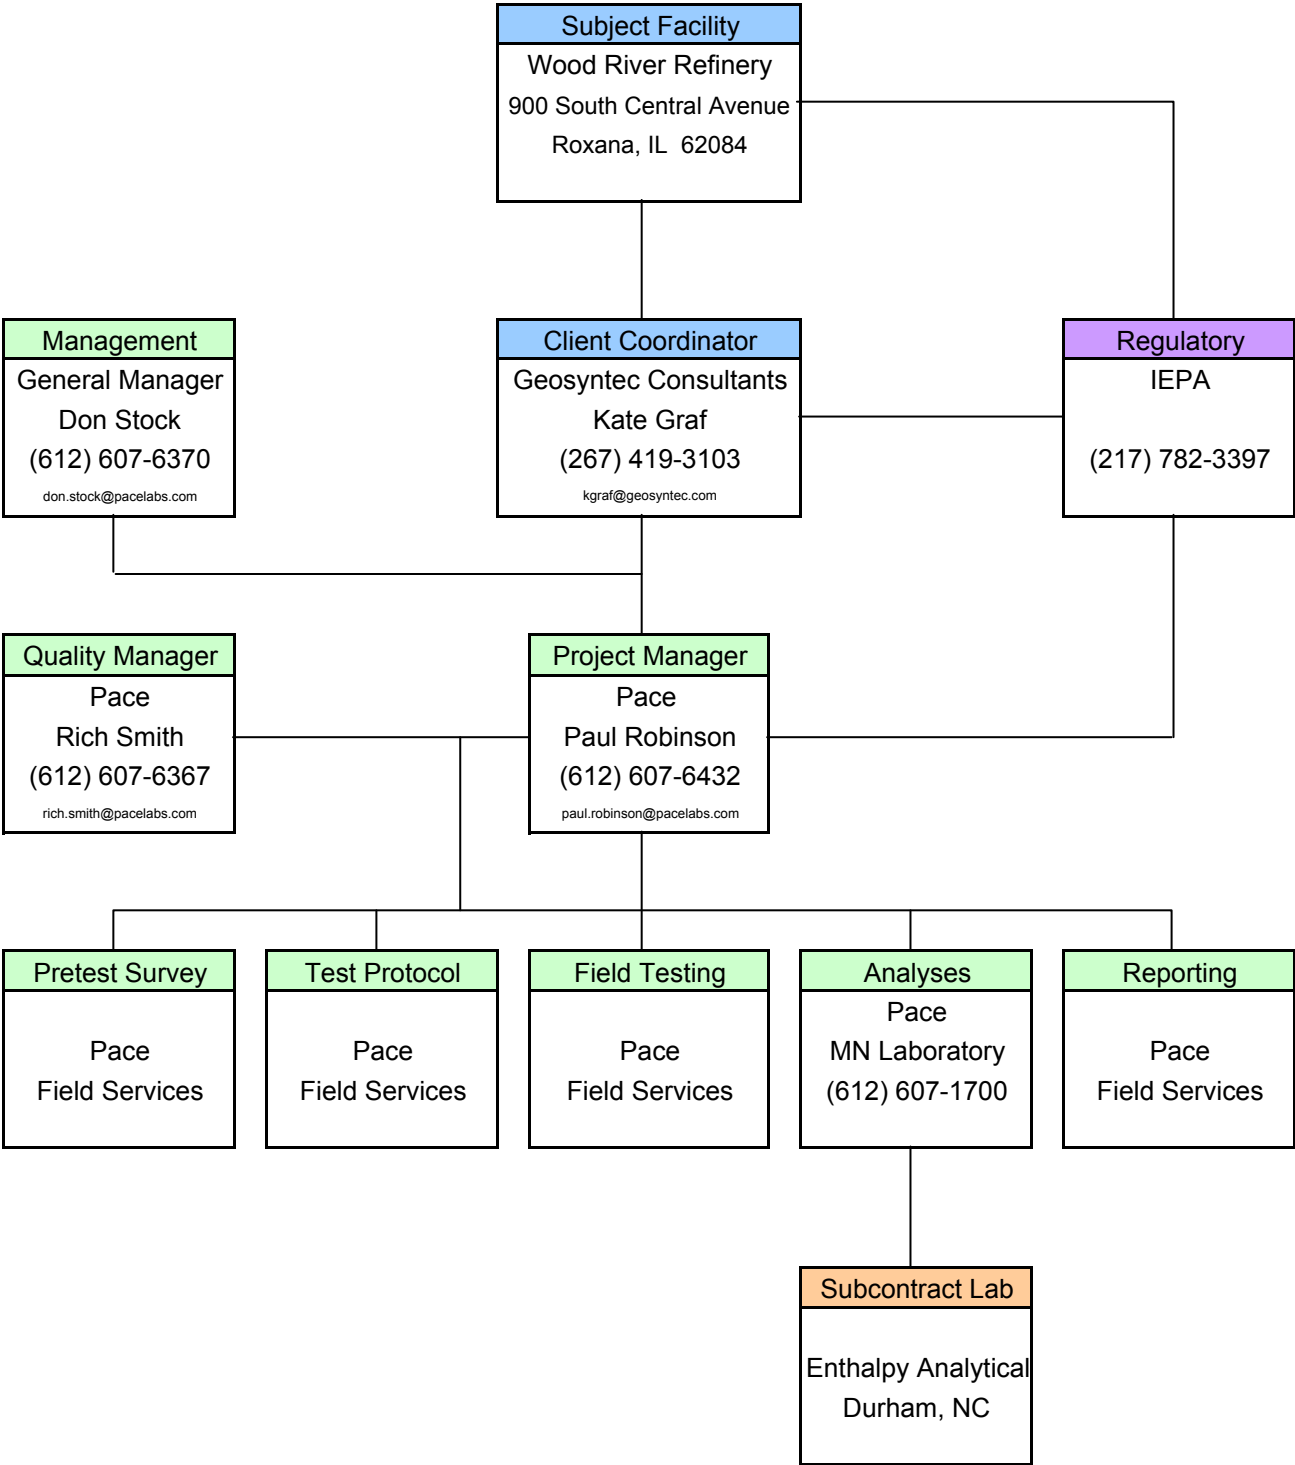 Subject Facility
Wood River Refinery
900 South Central Avenue
Roxana, IL  62084
Management
General Manager
Don Stock
(612) 607-6370
don.stock@pacelabs.com
Client Coordinator
Geosyntec Consultants
Kate Graf
(267) 419-3103
kgraf@geosyntec.com
Regulatory
IEPA
(217) 782-3397
Quality Manager
Pace
Rich Smith
(612) 607-6367
rich.smith@pacelabs.com
Project Manager
Pace
Paul Robinson
(612) 607-6432
paul.robinson@pacelabs.com
Pretest Survey
Pace
Field Services
Test Protocol
Pace
Field Services
Field Testing
Pace
Field Services
Analyses
Pace
MN Laboratory
(612) 607-1700
Reporting
Pace
Field Services
Subcontract Lab
Enthalpy Analytical
Durham, NC